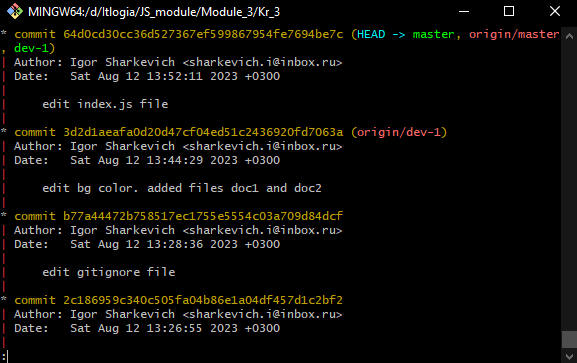 MINGW64:/d/Itlogia/JS_module/Module_3/Kr_3
* commit 64d0cd30cc36d527367ef599867954fe7694be7c (HEAD -> master, origin/master
, dev-1)
| Author: Igor Sharkevich <sharkevich.i@inbox.ru>
| Date:   Sat Aug 12 13:52:11 2023 +0300
|
|     edit index.js file
|
* commit 3d2d1aeafa0d20d47cf04ed51c2436920fd7063a (origin/dev-1)
| Author: Igor Sharkevich <sharkevich.i@inbox.ru>
| Date:   Sat Aug 12 13:44:29 2023 +0300
|
|     edit bg color. added files doc1 and doc2
|
* commit b77a44472b758517ec1755e5554c03a709d84dcf
| Author: Igor Sharkevich <sharkevich.i@inbox.ru>
| Date:   Sat Aug 12 13:28:36 2023 +0300
|
|     edit gitignore file
|
* commit 2c186959c340c505fa04b86e1a04df457d1c2bf2
| Author: Igor Sharkevich <sharkevich.i@inbox.ru>
| Date:   Sat Aug 12 13:26:55 2023 +0300
|
: